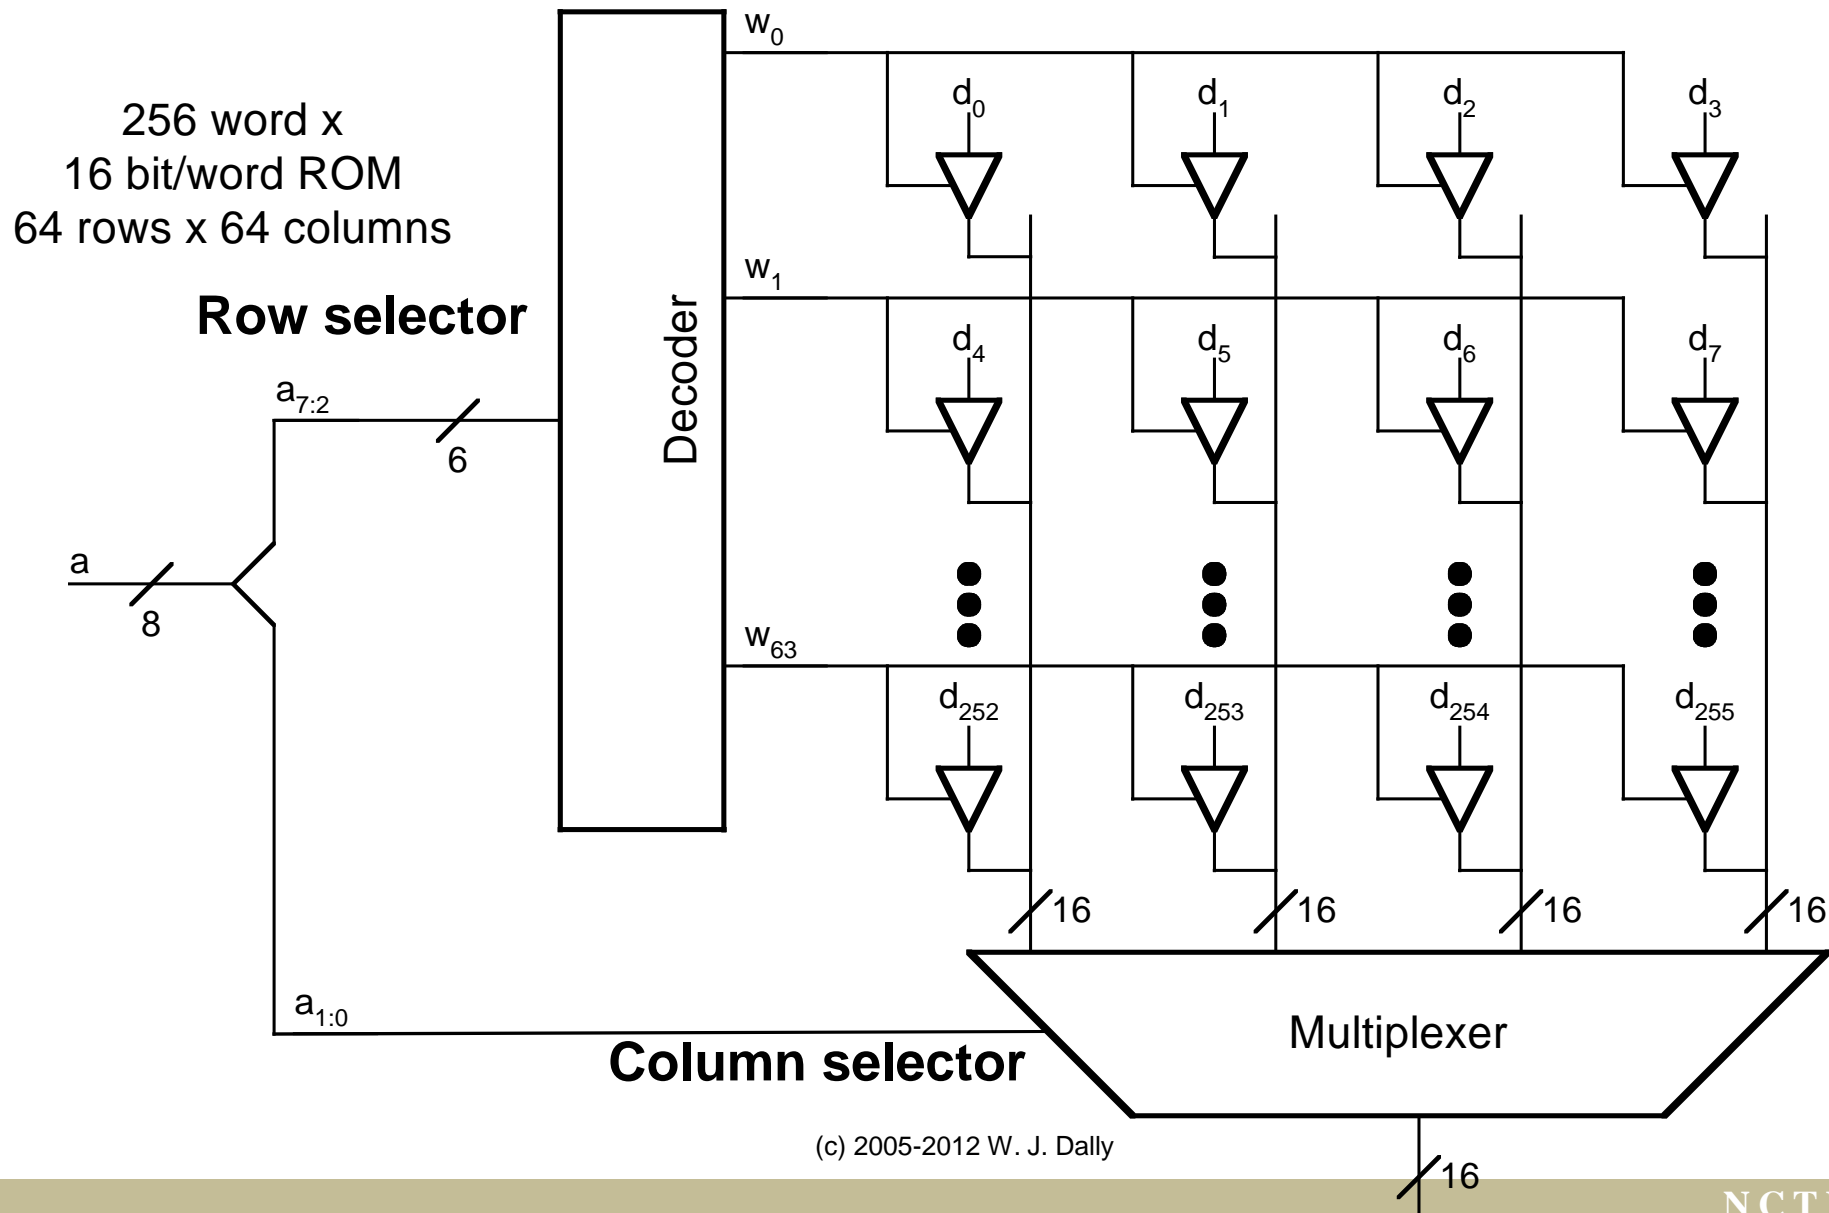 256 word x
16 bit/word ROM
64 rows x 64 columns
Row selector
a7:2
6
a
8
Decoder
w0
d0 d1 d2 d3
w1
d4 d5 d6 d7
w63
d252 d253 d254 d255
16 16 16 16
a1:0
Column selector
Multiplexer
(c) 2005-2012 W. J. Dally
16